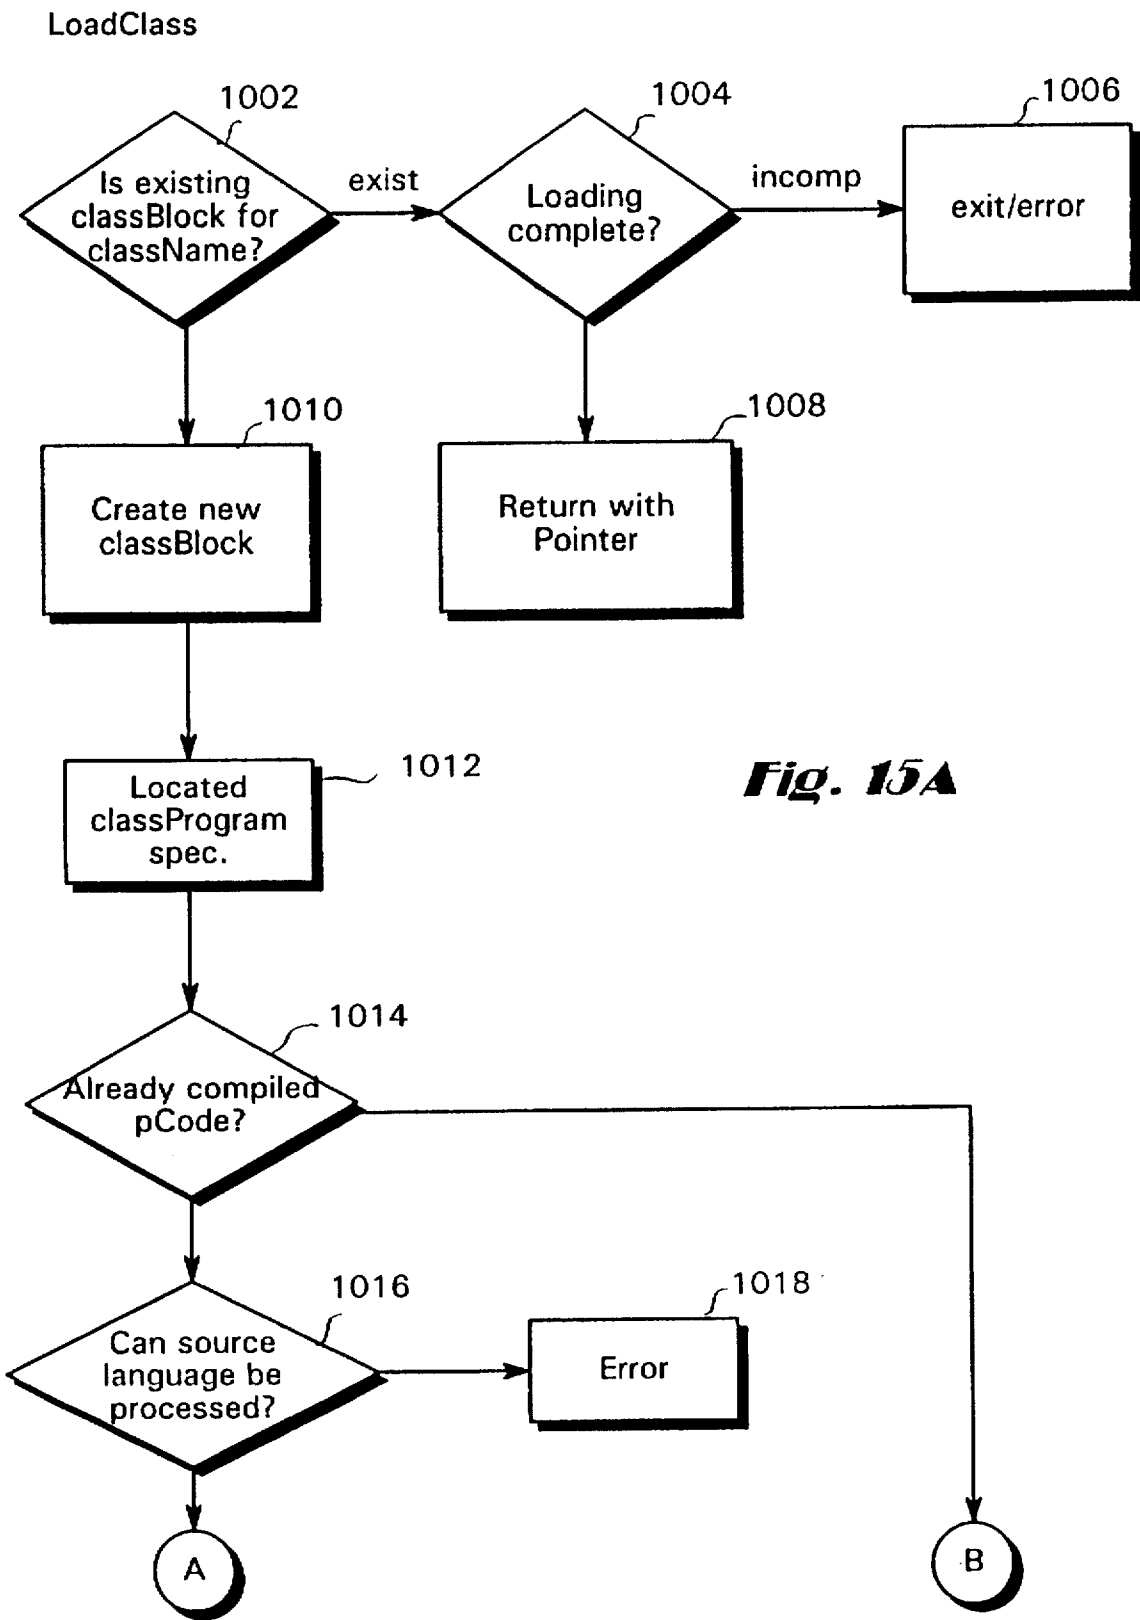 LoadClass
1002
Is existing
classBlock for
className?
exist
1004
Loading
complete?
incomp
1006
exit/error
1010
Create new
classBlock
1008
Return with
Pointer
1012
Located
classProgram
spec.
Fig. 15A
1014
Already compiled
pCode?
1016
Can source
language be
processed?
1018
Error
A
B